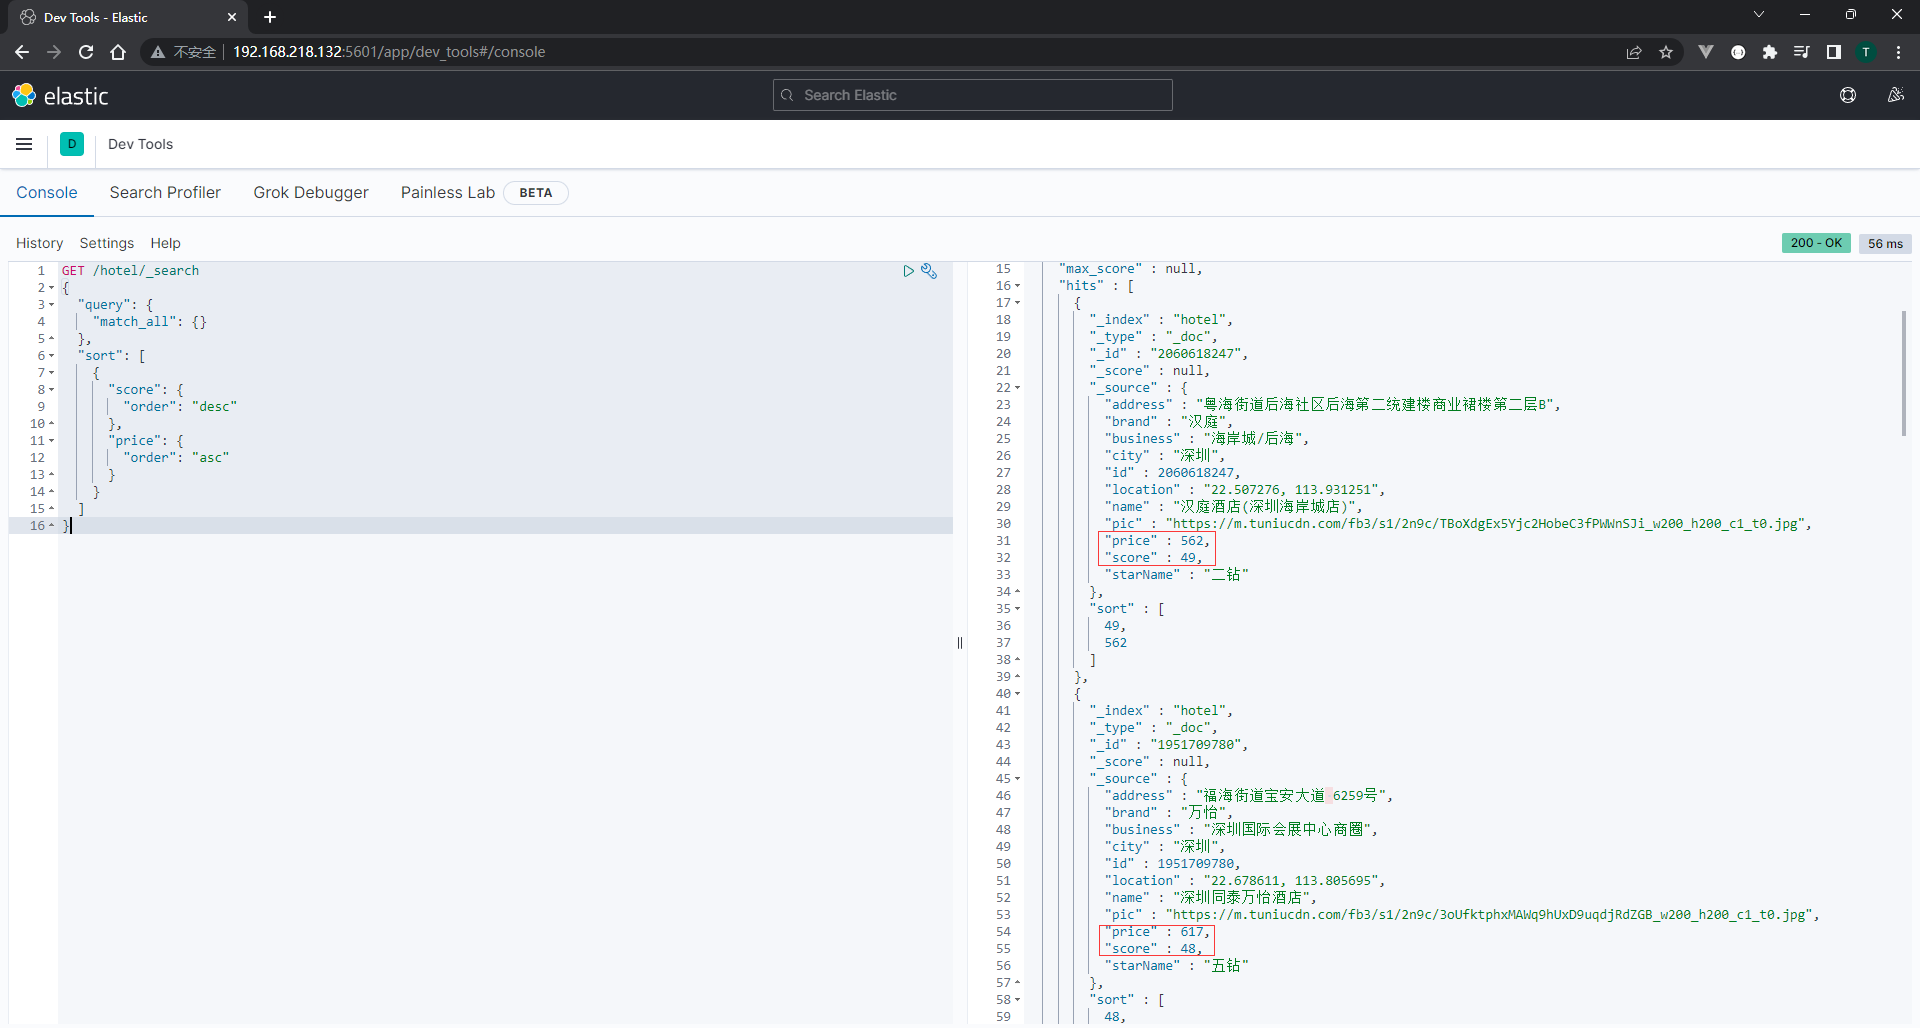 Dev Tools - Elastic
不安全 192.168.218.132:5601/app/dev_tools#/console
T
elastic
Search Elastic
D
Dev Tools
Console
Search Profiler
Grok Debugger
Painless Lab
BETA
History
Settings
Help
200 - OK
56 ms
1 GET /hotel/_search
2 {
3 "query": {
4 "match_all": {}
5 },
6 "sort": [
7 {
8 "score": {
9 "order": "desc"
10 },
11 "price": {
12 "order": "asc"
13 }
14 }
15 ]
16 }
15 "max_score" : null,
16 "hits" : [
17 {
18 "_index" : "hotel",
19 "_type" : "_doc",
20 "_id" : "2060618247",
21 "_score" : null,
22 "_source" : {
23 "address" : "粤海街道后海社区后海第二统建楼商业裙楼第二层B",
24 "brand" : "汉庭",
25 "business" : "海岸城/后海",
26 "city" : "深圳",
27 "id" : 2060618247,
28 "location" : "22.507276, 113.931251",
29 "name" : "汉庭酒店(深圳海岸城店)",
30 "pic" : "https://m.tuniucdn.com/fb3/s1/2n9c/TBoXdgEx5Yjc2HobeC3fPWWnSJi_w200_h200_c1_t0.jpg",
31 "price" : 562,
32 "score" : 49,
33 "starName" : "二钻"
34 },
35 "sort" : [
36 49,
37 562
38 ]
39 },
40 {
41 "_index" : "hotel",
42 "_type" : "_doc",
43 "_id" : "1951709780",
44 "_score" : null,
45 "_source" : {
46 "address" : "福海街道宝安大道 6259号",
47 "brand" : "万怡",
48 "business" : "深圳国际会展中心商圈",
49 "city" : "深圳",
50 "id" : 1951709780,
51 "location" : "22.678611, 113.805695",
52 "name" : "深圳同泰万怡酒店",
53 "pic" : "https://m.tuniucdn.com/fb3/s1/2n9c/3oUfktphxMAWq9hUxD9uqdjRdZGB_w200_h200_c1_t0.jpg",
54 "price" : 617,
55 "score" : 48,
56 "starName" : "五钻"
57 },
58 "sort" : [
59 48,